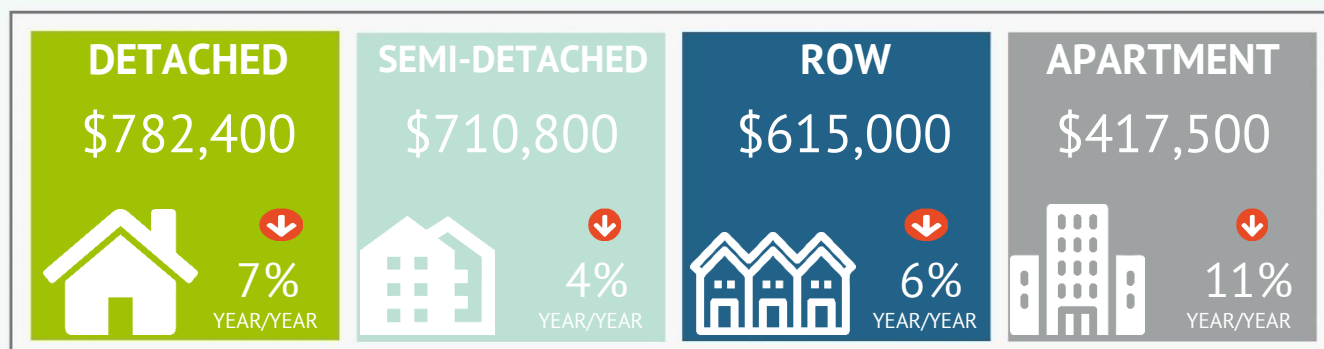 DETACHED
$782,400
7%
YEAR/YEAR
SEMI-DETACHED
$710,800
4%
YEAR/YEAR
ROW
$615,000
6%
YEAR/YEAR
APARTMENT
$417,500
11%
YEAR/YEAR